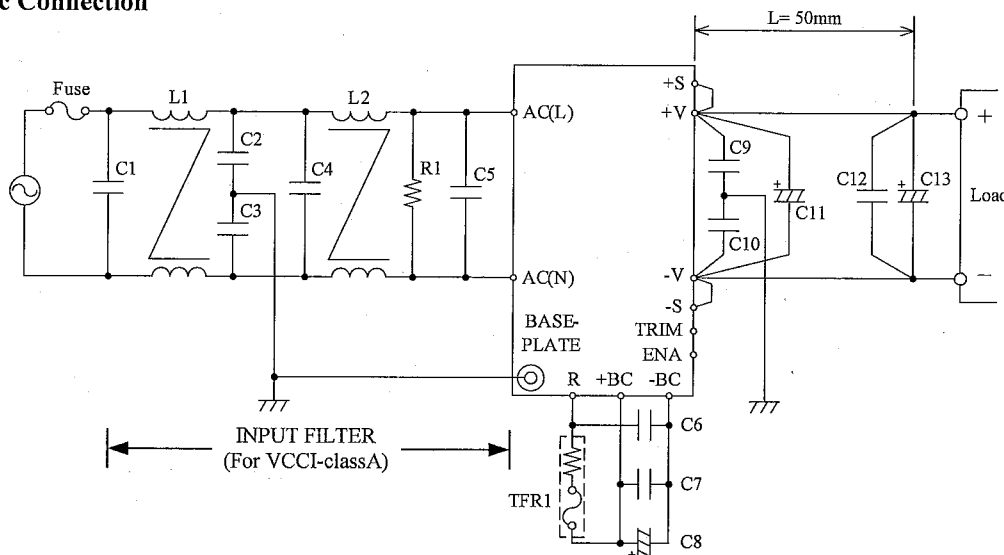 c Connection
L= 50mm
Fuse
L1
L2
+S
+V
AC(L)
C1
C2
C3
C4
R1
C5
C9
C10
C11
C12
C13
+
Load
−
AC(N)
-V
-S
BASE-
PLATE
TRIM
ENA
R
+BC
-BC
INPUT FILTER
(For VCCI-classA)
C6
C7
TFR1
C8
+
+
+